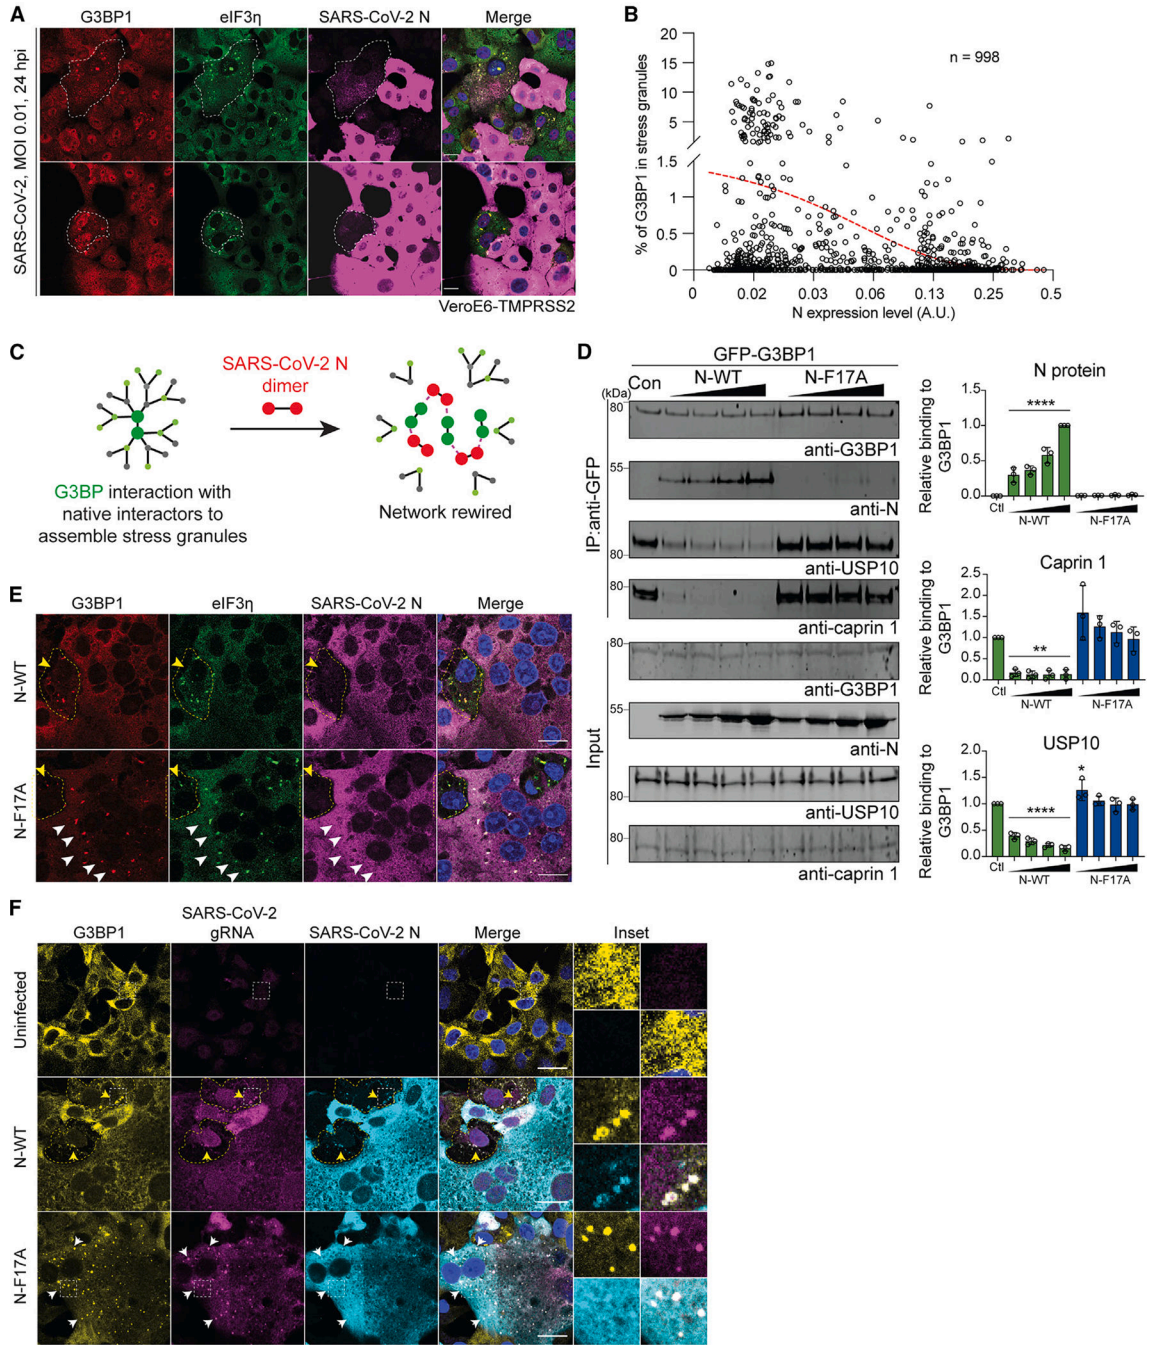 A
G3BP1
eIF3η
SARS-CoV-2 N
Merge
SARS-CoV-2, MOI 0.01, 24 hpi
VeroE6-TMPRSS2
B
% of G3BP1 in stress granules
20
15
10
5
1.5
1
0.5
0
n = 998
0
0.02
0.03
0.06
0.13
0.25
0.5
N expression level (A.U.)
C
SARS-CoV-2 N
dimer
G3BP interaction with
native interactors to
assemble stress granules
Network rewired
D
GFP-G3BP1
Con
N-WT
N-F17A
(kDa)
80
anti-G3BP1
55
anti-N
80
anti-USP10
80
anti-caprin 1
IP:anti-GFP
80
anti-G3BP1
55
anti-N
80
anti-USP10
80
anti-caprin 1
Input
N protein
Relative binding to
G3BP1
1.5
1.0
0.5
0.0
****
Ctl
N-WT
N-F17A
Caprin 1
Relative binding to
G3BP1
2.5
2.0
1.5
1.0
0.5
0.0
**
Ctl
N-WT
N-F17A
USP10
Relative binding to
G3BP1
2.0
1.5
1.0
0.5
0.0
****
*
Ctl
N-WT
N-F17A
E
G3BP1
eIF3η
SARS-CoV-2 N
Merge
N-WT
N-F17A
F
G3BP1
SARS-CoV-2
gRNA
SARS-CoV-2 N
Merge
Inset
Uninfected
N-WT
N-F17A